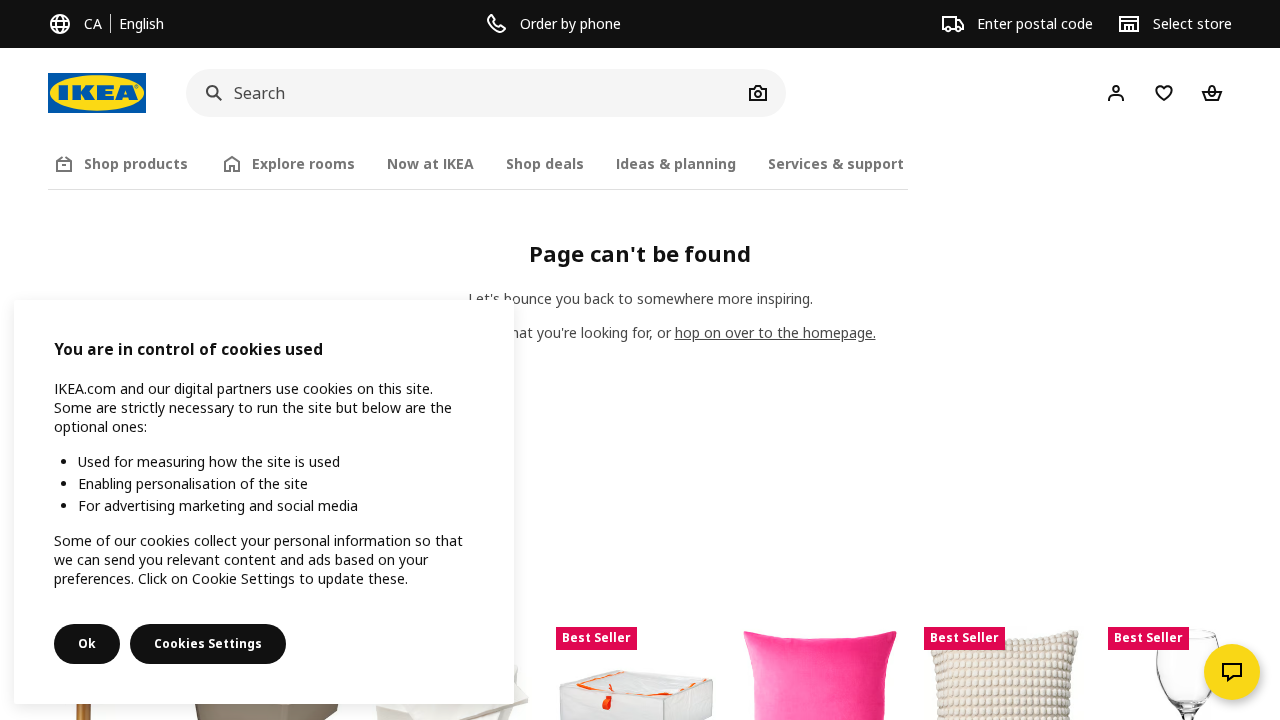 CA English
Order by phone
Enter postal code
Select store
IKEA
Search
Shop products
Explore rooms
Now at IKEA
Shop deals
Ideas & planning
Services & support
Page can't be found
Let's bounce you back to somewhere more inspiring.
you're looking for, or hop on over to the homepage.
You are in control of cookies used
IKEA.com and our digital partners use cookies on this site.
Some are strictly necessary to run the site but below are the
optional ones:
Used for measuring how the site is used
Enabling personalisation of the site
For advertising marketing and social media
Some of our cookies collect your personal information so that
we can send you relevant content and ads based on your
preferences. Click on Cookie Settings to update these.
Ok
Cookies Settings
Best Seller
Best Seller
Best Seller